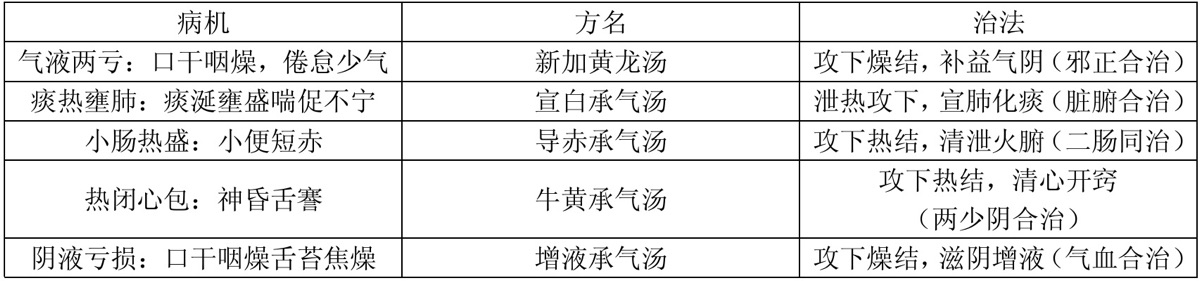 病机 方名 治法
气液两亏：口干咽燥，倦怠少气 新加黄龙汤 攻下燥结，补益气阴（邪正合治）
痰热壅肺：痰涎壅盛喘促不宁 宣白承气汤 泄热攻下，宣肺化痰（脏腑合治）
小肠热盛：小便短赤 导赤承气汤 攻下热结，清泄火腑（二肠同治）
热闭心包：神昏舌謇 牛黄承气汤 攻下热结，清心开窍
（两少阴合治）
阴液亏损：口干咽燥舌苔焦燥 增液承气汤 攻下燥结，滋阴增液（气血合治）